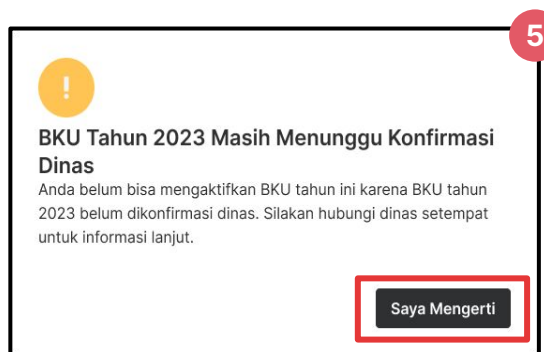 5
!
BKU Tahun 2023 Masih Menunggu Konfirmasi
Dinas
Anda belum bisa mengaktifkan BKU tahun ini karena BKU tahun
2023 belum dikonfirmasi dinas. Silakan hubungi dinas setempat
untuk informasi lanjut.
Saya Mengerti